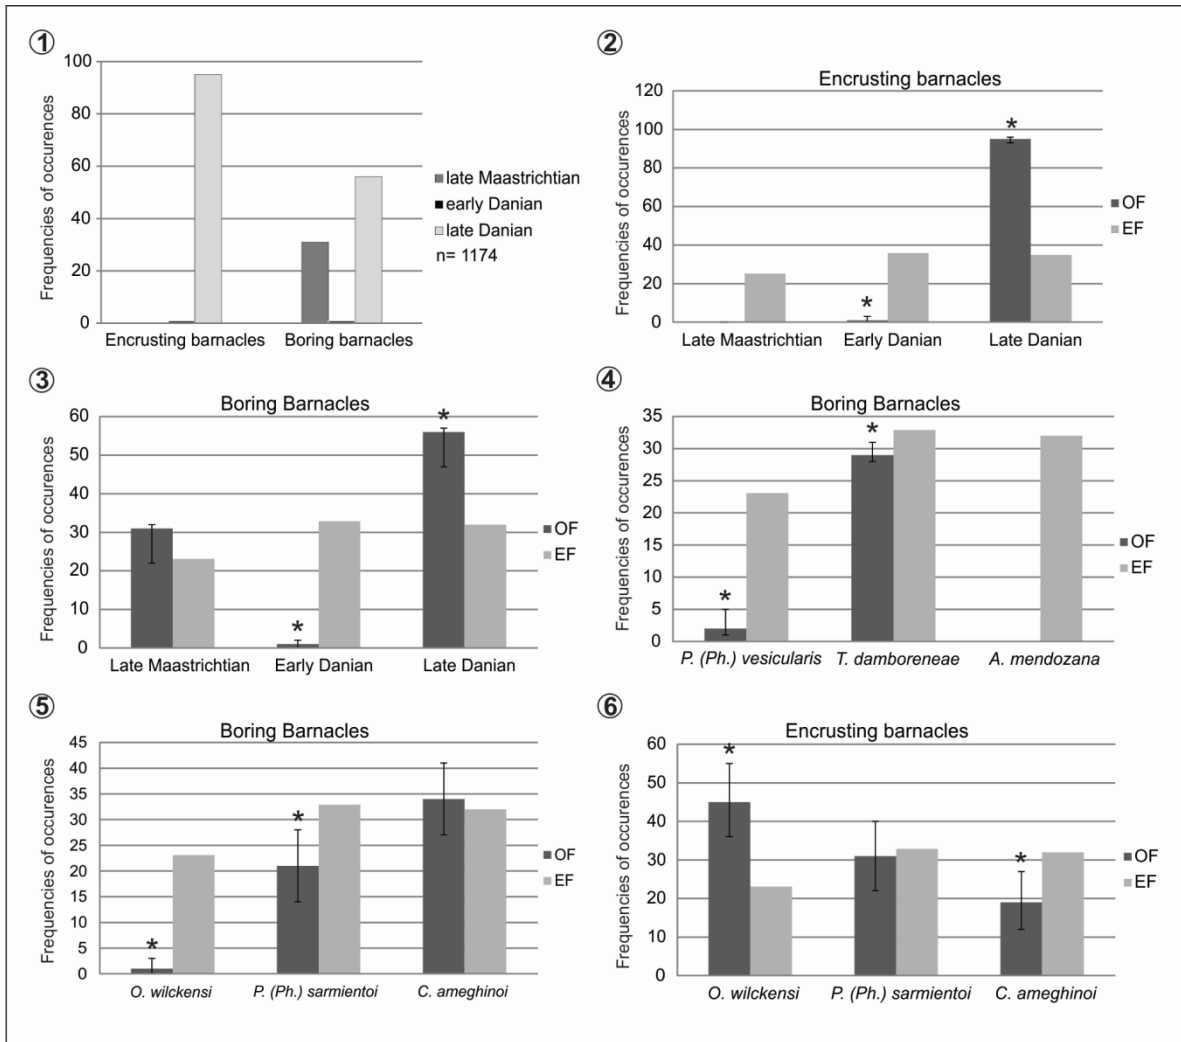 ①
100
80
60
40
20
0
Frequencies of occurences
Encrusting barnacles Boring barnacles
late Maastrichtian
early Danian
late Danian
n= 1174
②
Encrusting barnacles
120
100
80
60
40
20
0
Frequencies of occurences
*
*
Late Maastrichtian Early Danian Late Danian
OF
EF
③
Boring Barnacles
60
50
40
30
20
10
0
Frequencies of occurences
*
*
Late Maastrichtian Early Danian Late Danian
OF
EF
④
Boring Barnacles
35
30
25
20
15
10
5
0
Frequencies of occurences
*
*
P. (Ph.) vesicularis T. damboreneae A. mendozana
OF
EF
⑤
Boring Barnacles
45
40
35
30
25
20
15
10
5
0
Frequencies of occurences
*
*
O. wilckensi P. (Ph.) sarmientoi C. ameghinoi
OF
EF
⑥
Encrusting barnacles
60
50
40
30
20
10
0
Frequencies of occurences
*
*
O. wilckensi P. (Ph.) sarmientoi C. ameghinoi
OF
EF